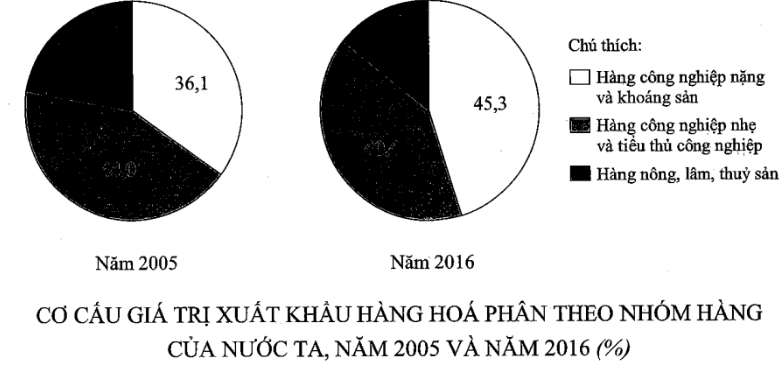 36,1
45,3
Chú thích:
Hàng công nghiệp nặng
và khoáng sản
Hàng công nghiệp nhẹ
và tiểu thủ công nghiệp
Hàng nông, lâm, thuỷ sản
Năm 2005
Năm 2016
CƠ CẤU GIÁ TRỊ XUẤT KHẨU HÀNG HOÁ PHÂN THEO NHÓM HÀNG
CỦA NƯỚC TA, NĂM 2005 VÀ NĂM 2016 (%)